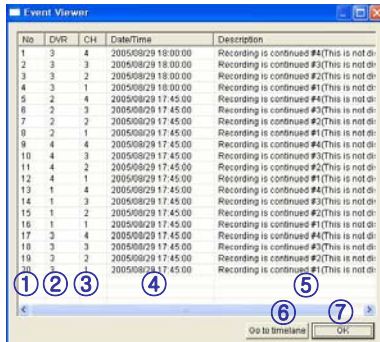 Event Viewer
No DVR CH Date/Time Description
1 3 4 2005/08/29 18:00:00 Recording is continued #4(This is not di
2 3 3 2005/08/29 18:00:00 Recording is continued #3(This is not di
3 3 2 2005/08/29 18:00:00 Recording is continued #2(This is not di
4 3 1 2005/08/29 18:00:00 Recording is continued #1(This is not di
5 2 4 2005/08/29 17:45:00 Recording is continued #4(This is not di
6 2 3 2005/08/29 17:45:00 Recording is continued #3(This is not di
7 2 2 2005/08/29 17:45:00 Recording is continued #2(This is not di
8 2 1 2005/08/29 17:45:00 Recording is continued #1(This is not di
9 4 4 2005/08/29 17:45:00 Recording is continued #4(This is not di
10 4 3 2005/08/29 17:45:00 Recording is continued #3(This is not di
11 4 2 2005/08/29 17:45:00 Recording is continued #2(This is not di
12 4 1 2005/08/29 17:45:00 Recording is continued #1(This is not di
13 1 4 2005/08/29 17:45:00 Recording is continued #4(This is not di
14 1 3 2005/08/29 17:45:00 Recording is continued #3(This is not di
15 1 2 2005/08/29 17:45:00 Recording is continued #2(This is not di
16 1 1 2005/08/29 17:45:00 Recording is continued #1(This is not di
17 3 4 2005/08/29 17:45:00 Recording is continued #4(This is not di
18 3 3 2005/08/29 17:45:00 Recording is continued #3(This is not di
19 3 2 2005/08/29 17:45:00 Recording is continued #2(This is not di
20 3 1 2005/08/29 17:45:00 Recording is continued #1(This is not di
① ② ③ ④ ⑤
⑥ ⑦
Go to timelane OK